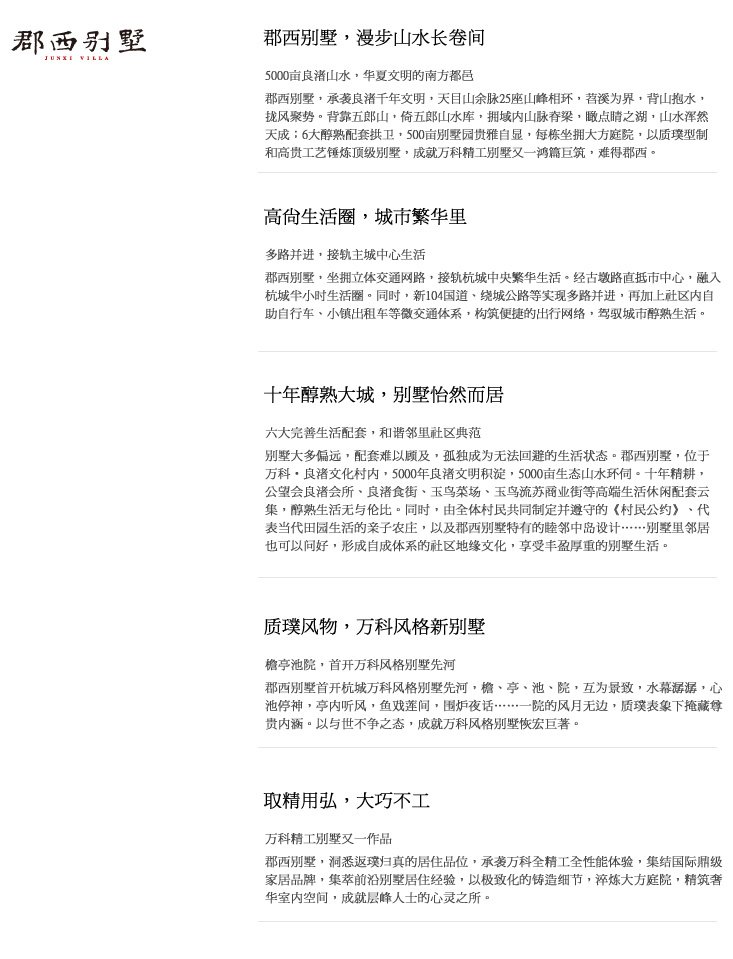 郡西别墅
JUNXI VILLA
郡西别墅，漫步山水长卷间
5000亩良渚山水，华夏文明的南方都邑
郡西别墅，承袭良渚千年文明，天目山余脉25座山峰相环，苕溪为界，背山抱水，
拢风聚势。背靠五郎山，倚五郎山水库，拥域内山脉脊梁，瞰点睛之湖，山水浑然
天成；6大醇熟配套拱卫，500亩别墅园贵雅自显，每栋坐拥大方庭院，以质璞型制
和高贵工艺锤炼顶级别墅，成就万科精工别墅又一鸿篇巨筑，难得郡西。
高尚生活圈，城市繁华里
多路并进，接轨主城中心生活
郡西别墅，坐拥立体交通网路，接轨杭城中央繁华生活。经古墩路直抵市中心，融入
杭城半小时生活圈。同时，新104国道、绕城公路等实现多路并进，再加上社区内自
助自行车、小镇出租车等微交通体系，构筑便捷的出行网络，驾驭城市醇熟生活。
十年醇熟大城，别墅怡然而居
六大完善生活配套，和谐邻里社区典范
别墅大多偏远，配套难以顾及，孤独成为无法回避的生活状态。郡西别墅，位于
万科·良渚文化村内，5000年良渚文明积淀，5000亩生态山水环伺。十年精耕，
公望会良渚会所、良渚食街、玉鸟菜场、玉鸟流苏商业街等高端生活休闲配套云
集，醇熟生活无与伦比。同时，由全体村民共同制定并遵守的《村民公约》、代
表当代田园生活的亲子农庄，以及郡西别墅特有的睦邻中岛设计……别墅里邻居
也可以问好，形成自成体系的社区地缘文化，享受丰盈厚重的别墅生活。
质璞风物，万科风格新别墅
檐亭池院，首开万科风格别墅先河
郡西别墅首开杭城万科风格别墅先河，檐、亭、池、院，互为景致，水幕潺潺，心
池停神，亭内听风，鱼戏莲间，围炉夜话……一院的风月无边，质璞表象下掩藏尊
贵内涵。以与世不争之态，成就万科风格别墅恢宏巨著。
取精用弘，大巧不工
万科精工别墅又一作品
郡西别墅，洞悉返璞归真的居住品位，承袭万科全精工全性能体验，集结国际鼎级
家居品牌，集萃前沿别墅居住经验，以极致化的铸造细节，淬炼大方庭院，精筑奢
华室内空间，成就层峰人士的心灵之所。